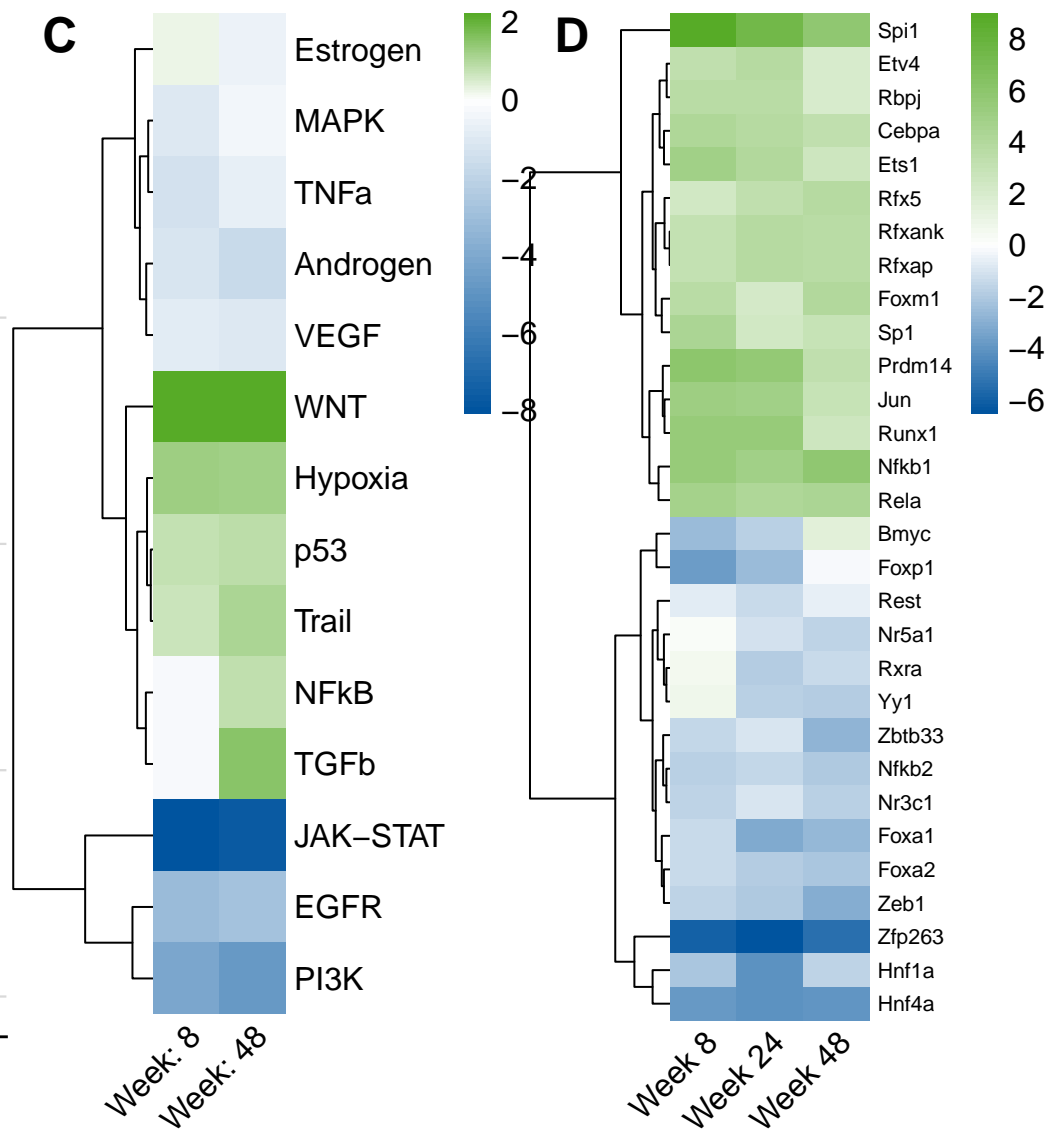 C
Estrogen
MAPK
TNFa
Androgen
VEGF
WNT
Hypoxia
p53
Trail
NFkB
TGFb
JAK−STAT
EGFR
PI3K
Week: 8
Week: 48
2
0
−2
−4
−6
−8
D
Spi1
Etv4
Rbpj
Cebpa
Ets1
Rfx5
Rfxank
Rfxap
Foxm1
Sp1
Prdm14
Jun
Runx1
Nfkb1
Rela
Bmyc
Foxp1
Rest
Nr5a1
Rxra
Yy1
Zbtb33
Nfkb2
Nr3c1
Foxa1
Foxa2
Zeb1
Zfp263
Hnf1a
Hnf4a
Week 8
Week 24
Week 48
8
6
4
2
0
−2
−4
−6